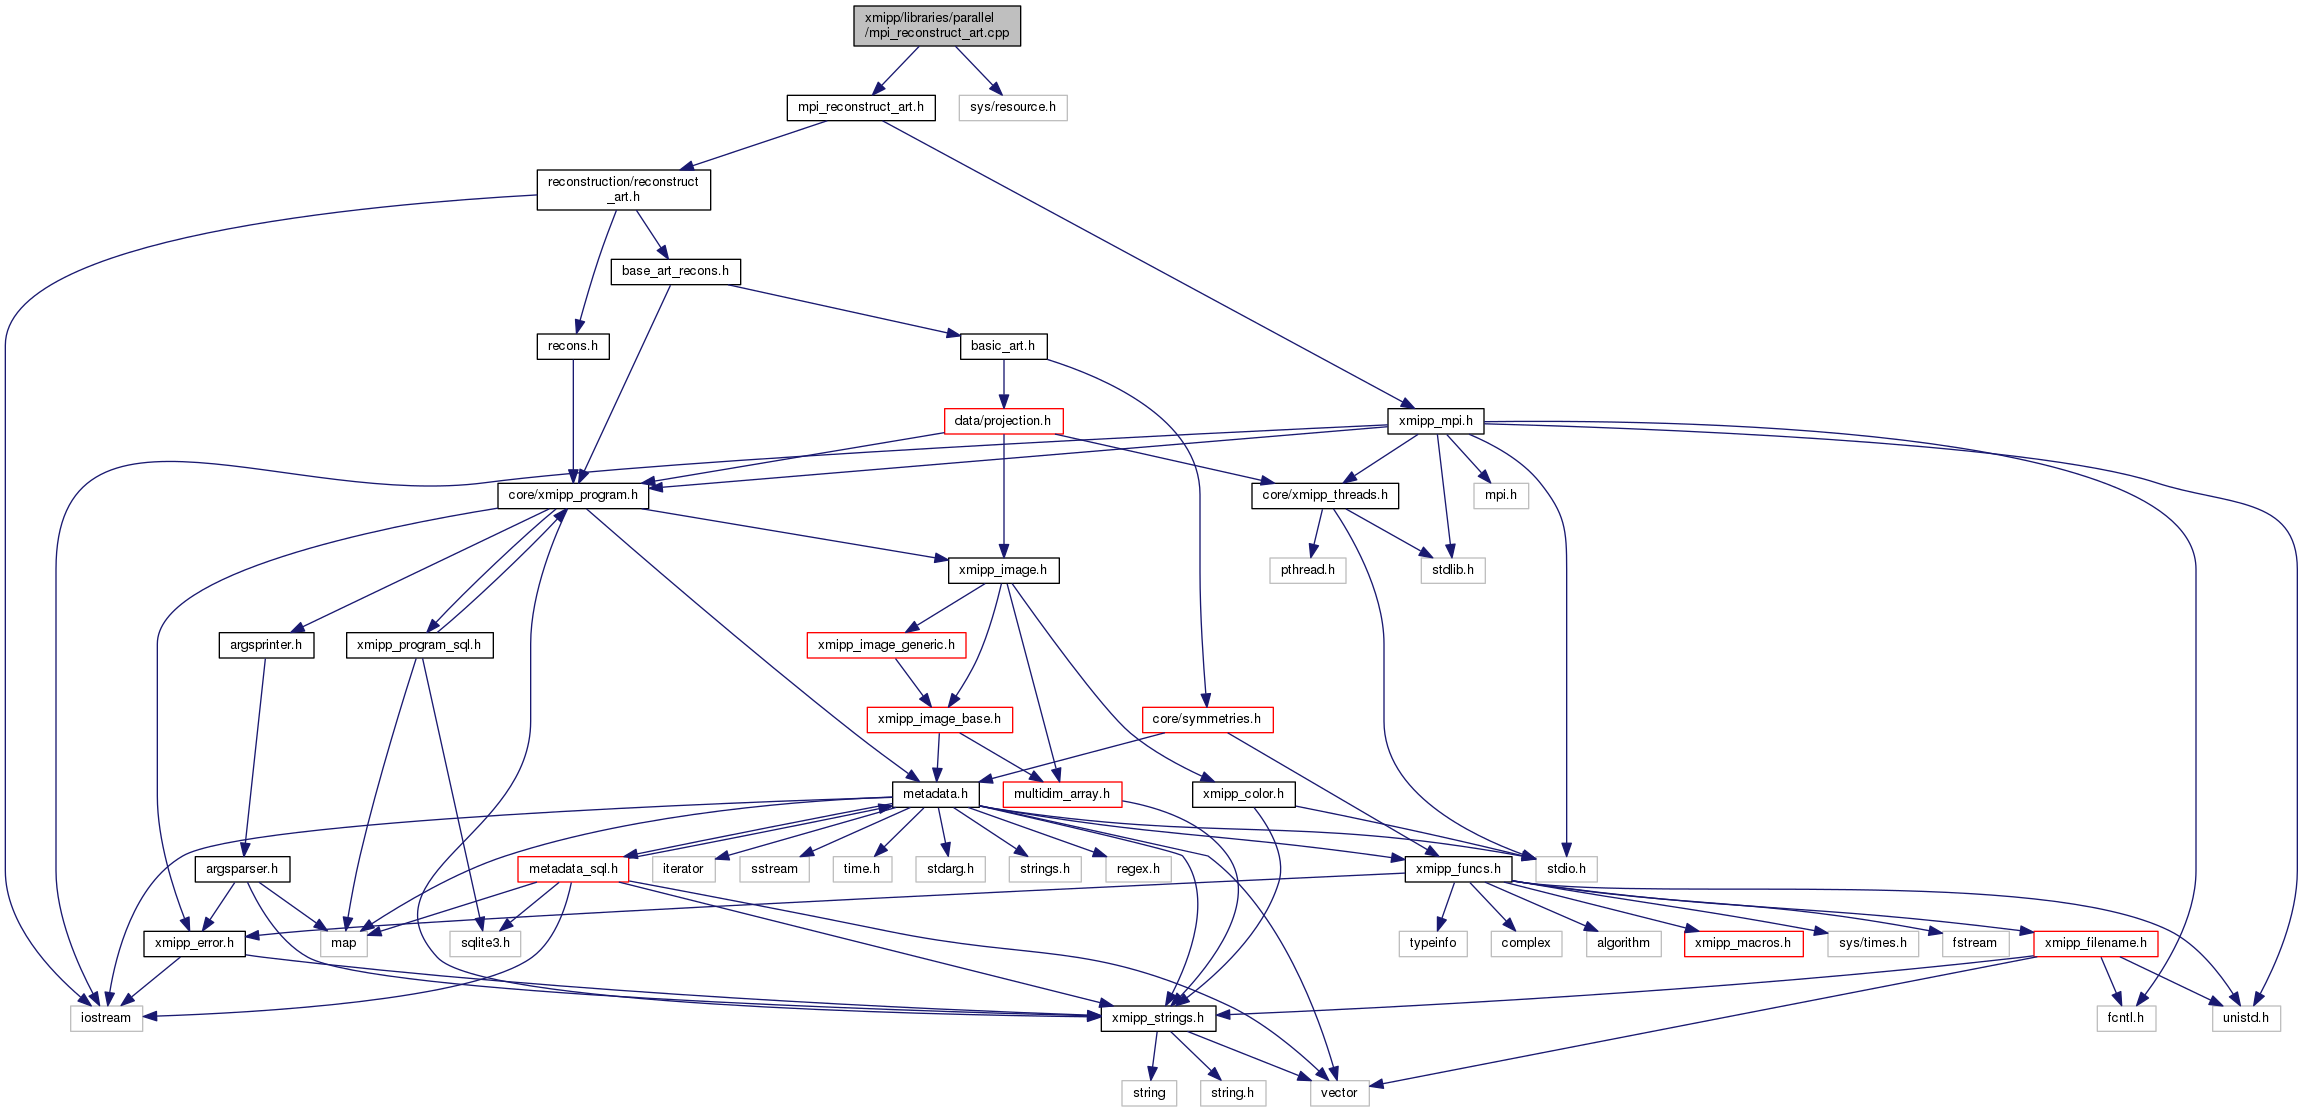 xmipp/libraries/parallel
/mpi_reconstruct_art.cpp
mpi_reconstruct_art.h
sys/resource.h
reconstruction/reconstruct
_art.h
base_art_recons.h
recons.h
basic_art.h
data/projection.h
xmipp_mpi.h
core/xmipp_program.h
core/xmipp_threads.h
mpi.h
xmipp_image.h
pthread.h
stdlib.h
argsprinter.h
xmipp_program_sql.h
xmipp_image_generic.h
xmipp_image_base.h
core/symmetries.h
metadata.h
multidim_array.h
xmipp_color.h
argsparser.h
metadata_sql.h
iterator
sstream
time.h
stdarg.h
strings.h
regex.h
xmipp_funcs.h
stdio.h
xmipp_error.h
map
sqlite3.h
typeinfo
complex
algorithm
xmipp_macros.h
sys/times.h
fstream
xmipp_filename.h
iostream
xmipp_strings.h
fcntl.h
unistd.h
string
string.h
vector